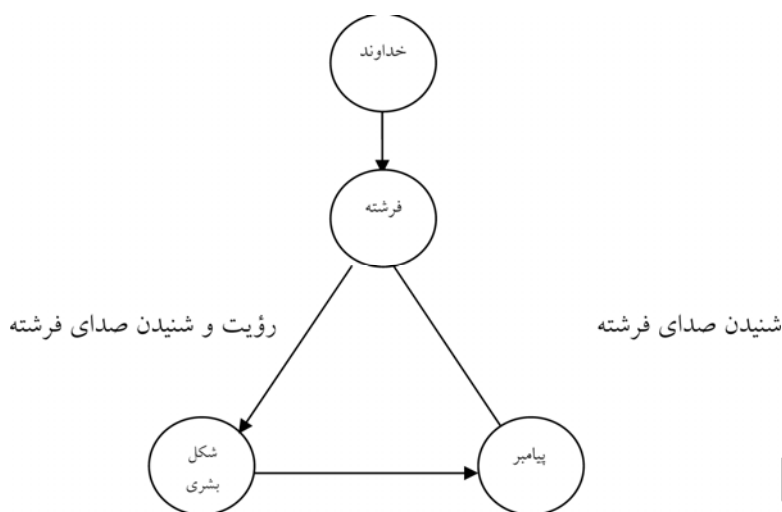 خداوند
فرشته
شنیدن صدای فرشته
رؤیت و شنیدن صدای فرشته
پیامبر
شکل
بشری